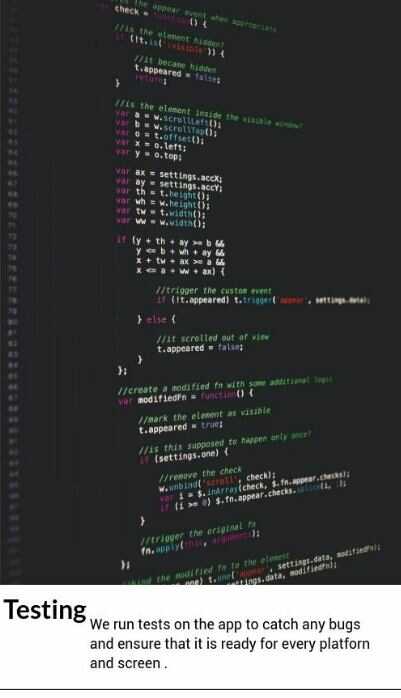 the appear event when appropriate
check = function() {
//is the element hidden?
if (!t.is(':visible')) {
//it became hidden
t.appeared = false;
return;
}
//is the element inside the visible window?
var a = w.scrollLeft();
var b = w.scrollTop();
var o = t.offset();
var x = o.left;
var y = o.top;
var ax = settings.accX;
var ay = settings.accY;
var th = t.height();
var wh = w.height();
var tw = t.width();
var ww = w.width();
if (y + th + ay >= b &&
y <= b + wh + ay &&
x + tw + ax >= a &&
x <= a + ww + ax) {
//trigger the custom event
if (!t.appeared) t.trigger('appear', settings.data);
} else {
//it scrolled out of view
t.appeared = false;
}
};
//create a modified fn with some additional logic
var modifiedFn = function() {
//mark the element as visible
t.appeared = true;
//is this supposed to happen only once?
if (settings.one) {
//remove the check
w.unbind('scroll', check);
var i = $.inArray(check, $.fn.appear.checks);
if (i >= 0) $.fn.appear.checks.splice(i, 1);
}
//trigger the original fn
fn.apply(this, arguments);
};
//bind the modified fn to the element
one) t.one('appear', settings.data, modifiedFn);
settings.data, modifiedFn);
Testing
We run tests on the app to catch any bugs
and ensure that it is ready for every platforn
and screen .